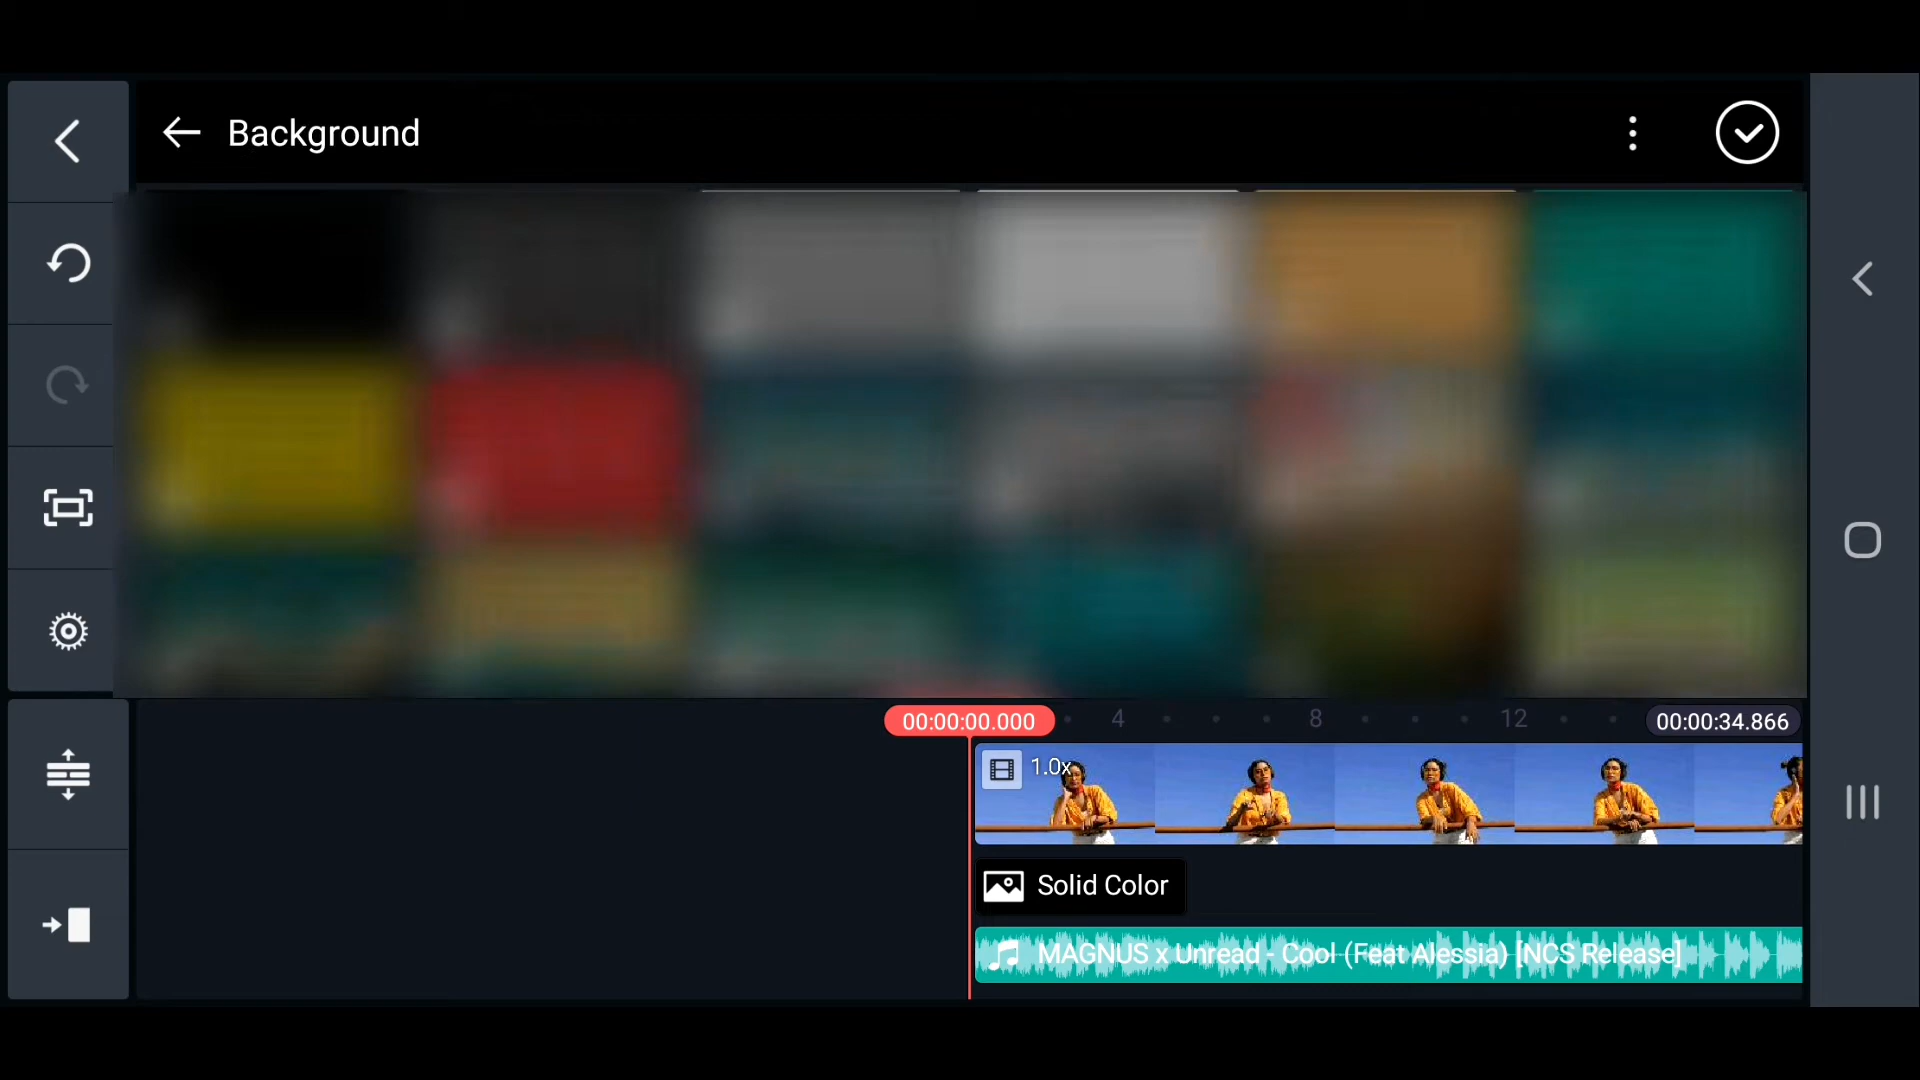 Background
00:00:00.000
4
8
12
00:00:34.866
1.0x
Solid Color
MAGNUS x Unread - Cool (Feat Alessia) [NCS Release]